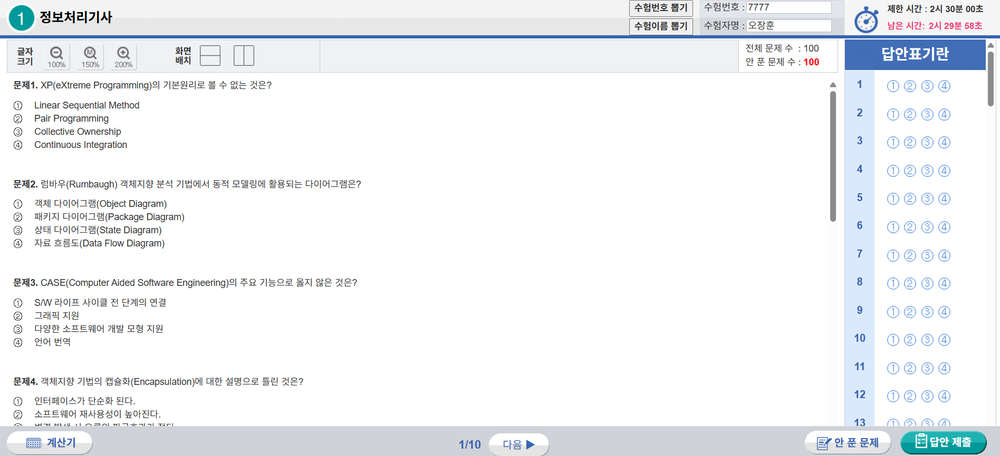 1 정보처리기사
수험번호 뽑기
수험번호 : 7777
수험이름 뽑기
수험자명 : 오장훈
제한 시간 : 2시 30분 00초
남은 시간: 2시 29분 58초
글자 크기
100%
M 150%
200%
화면 배치
전체 문제 수 : 100
안 푼 문제 수 : 100
답안표기란
문제1. XP(eXtreme Programming)의 기본원리로 볼 수 없는 것은?
① Linear Sequential Method
② Pair Programming
③ Collective Ownership
④ Continuous Integration
문제2. 럼바우(Rumbaugh) 객체지향 분석 기법에서 동적 모델링에 활용되는 다이어그램은?
① 객체 다이어그램(Object Diagram)
② 패키지 다이어그램(Package Diagram)
③ 상태 다이어그램(State Diagram)
④ 자료 흐름도(Data Flow Diagram)
문제3. CASE(Computer Aided Software Engineering)의 주요 기능으로 옳지 않은 것은?
① S/W 라이프 사이클 전 단계의 연결
② 그래픽 지원
③ 다양한 소프트웨어 개발 모형 지원
④ 언어 번역
문제4. 객체지향 기법의 캡슐화(Encapsulation)에 대한 설명으로 틀린 것은?
① 인터페이스가 단순화 된다.
② 소프트웨어 재사용성이 높아진다.
1 ① ② ③ ④
2 ① ② ③ ④
3 ① ② ③ ④
4 ① ② ③ ④
5 ① ② ③ ④
6 ① ② ③ ④
7 ① ② ③ ④
8 ① ② ③ ④
9 ① ② ③ ④
10 ① ② ③ ④
11 ① ② ③ ④
12 ① ② ③ ④
13 ① ② ③ ④
계산기
1/10
다음 ▶
안 푼 문제
답안 제출